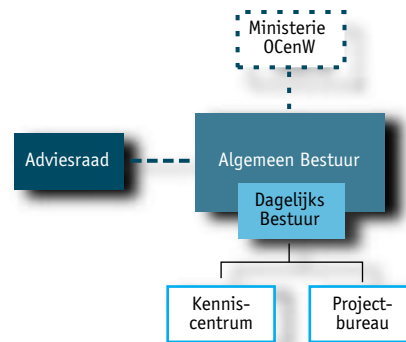 Ministerie
OCenW
Adviesraad
Algemeen Bestuur
Dagelijks
Bestuur
Kennis-
centrum
Project-
bureau